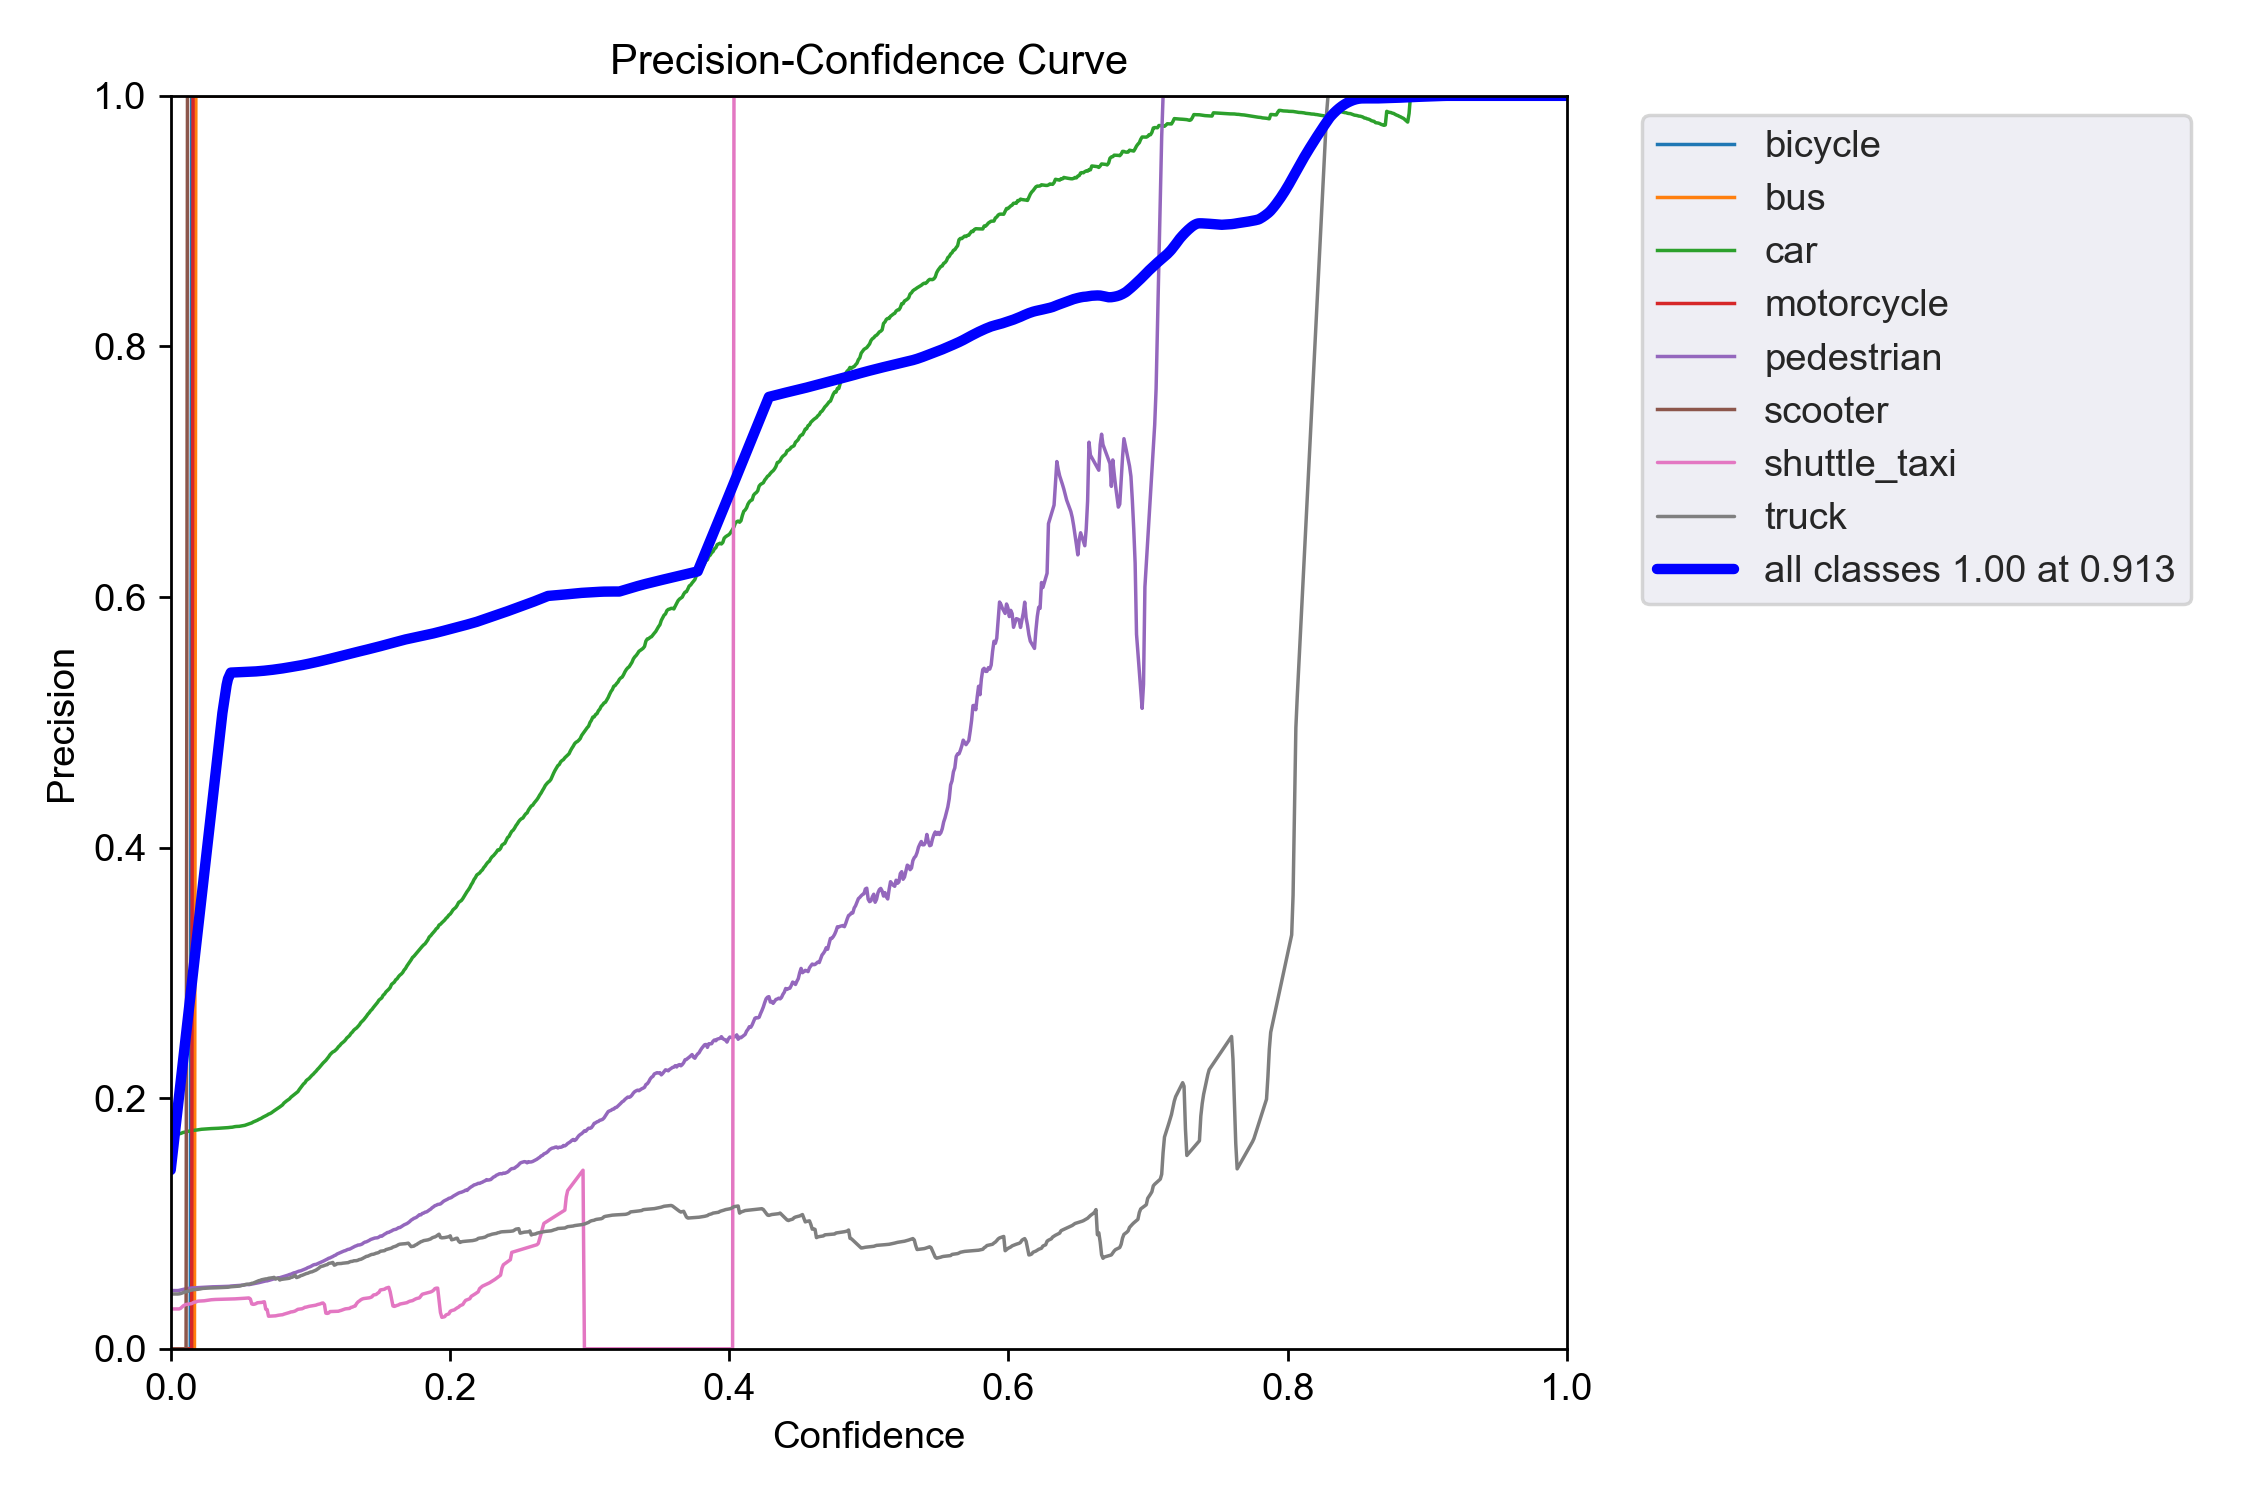 Precision-Confidence Curve
1.0
0.8
0.6
0.4
0.2
0.0
Precision
0.0 0.2 0.4 0.6 0.8 1.0
Confidence
bicycle
bus
car
motorcycle
pedestrian
scooter
shuttle_taxi
truck
all classes 1.00 at 0.913